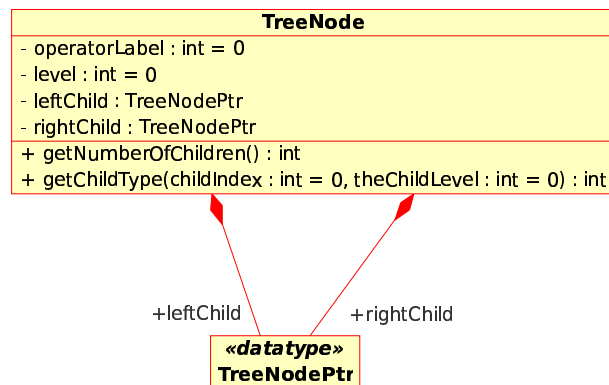 TreeNode
- operatorLabel : int = 0
- level : int = 0
- leftChild : TreeNodePtr
- rightChild : TreeNodePtr
+ getNumberOfChildren() : int
+ getChildType(childIndex : int = 0, theChildLevel : int = 0) : int
+leftChild
+rightChild
«datatype»
TreeNodePtr